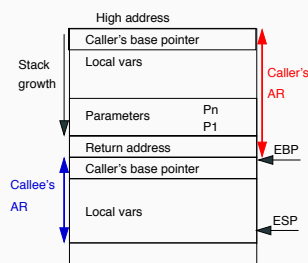 High address
Caller's base pointer
Stack
growth
Local vars
Caller's
AR
Parameters
Pn
P1
Return address
EBP
Caller's base pointer
Callee's
AR
Local vars
ESP